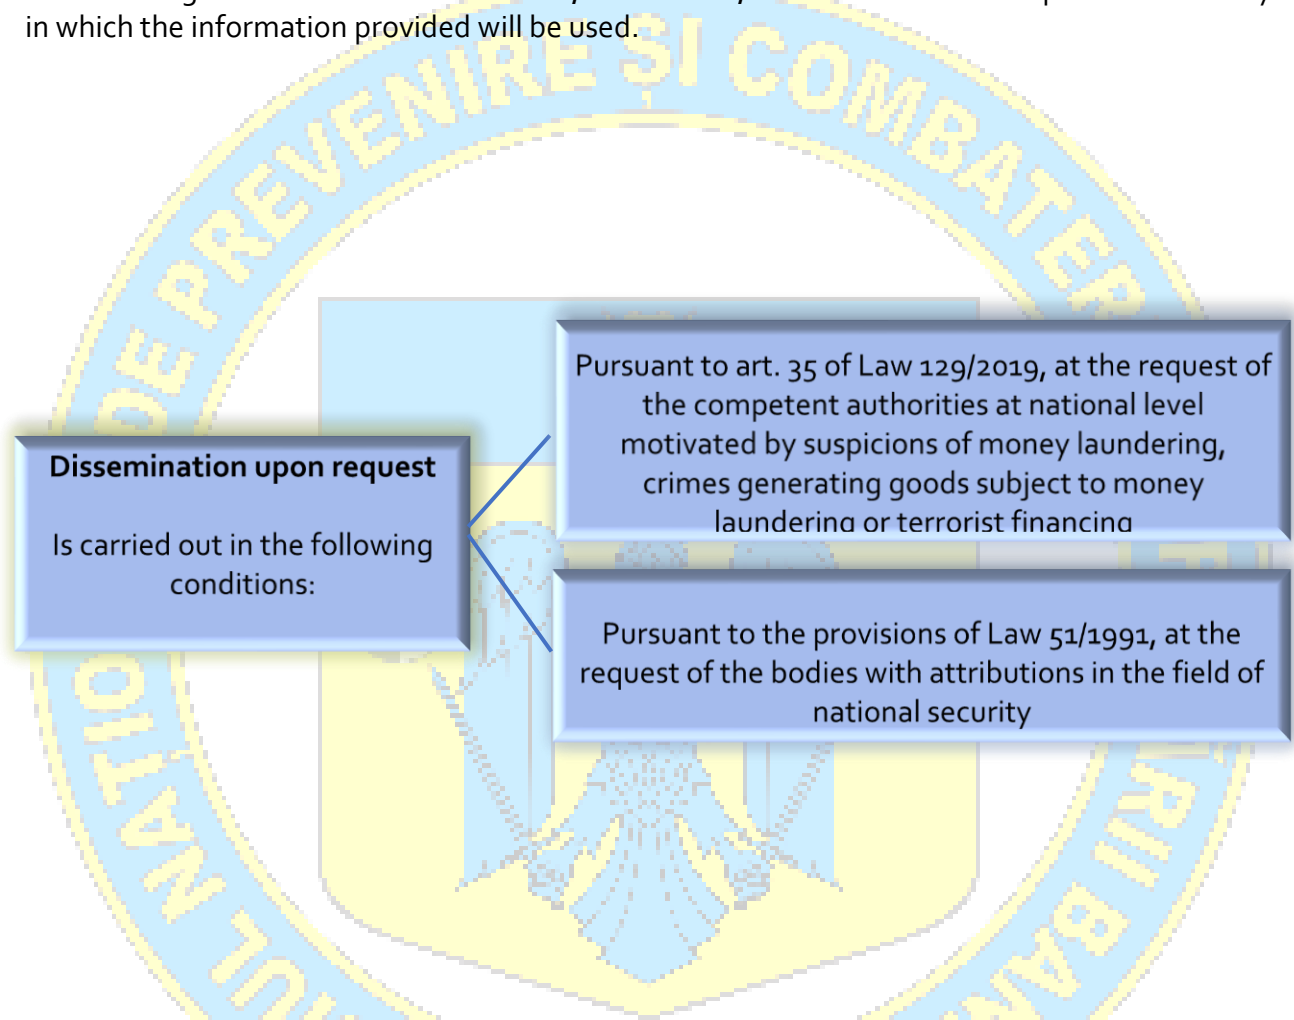 in which the information provided will be used.
DE PREVENIRE ȘI COMBATER
Pursuant to art. 35 of Law 129/2019, at the request of
the competent authorities at national level
motivated by suspicions of money laundering,
crimes generating goods subject to money
laundering or terrorist financing
Dissemination upon request
Is carried out in the following
conditions:
Pursuant to the provisions of Law 51/1991, at the
request of the bodies with attributions in the field of
national security